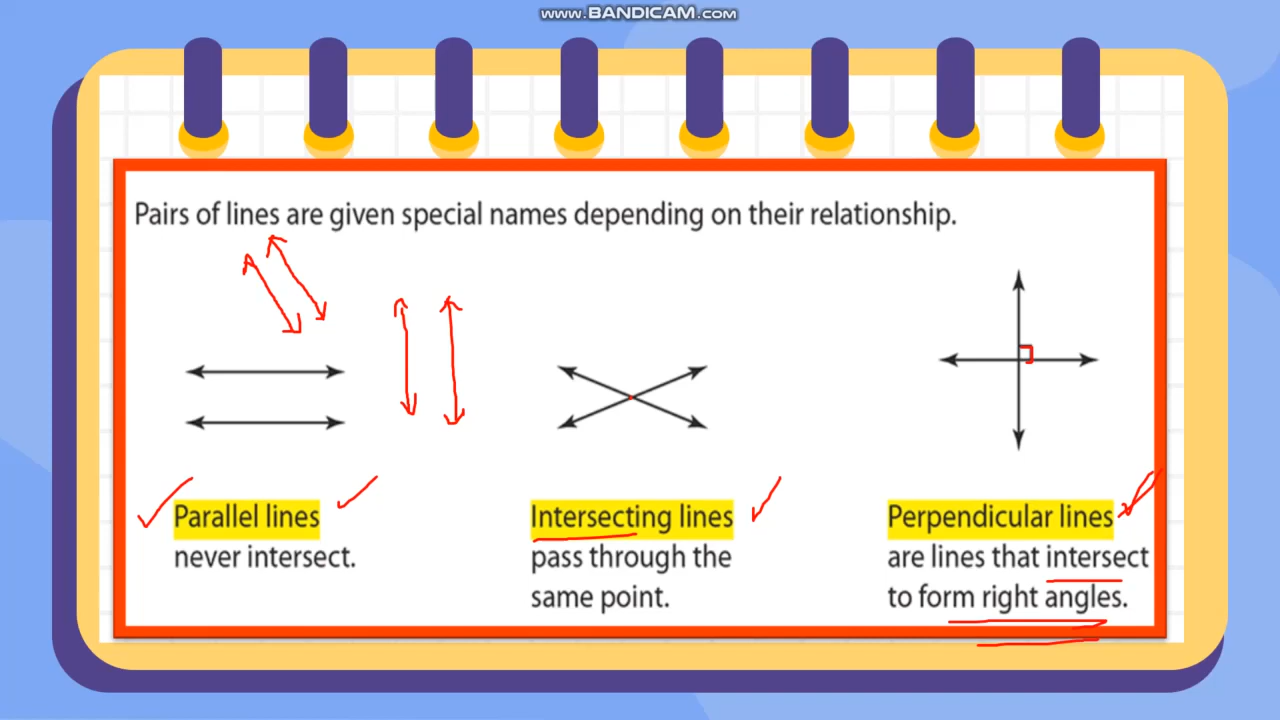 www.BANDICAM.com
Pairs of lines are given special names depending on their relationship.
Parallel lines
never intersect.
Intersecting lines
pass through the
same point.
Perpendicular lines
are lines that intersect
to form right angles.